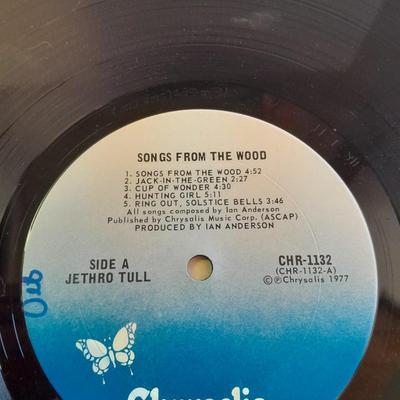 SONGS FROM THE WOOD
1. SONGS FROM THE WOOD 4:52
2. JACK-IN-THE-GREEN 2:27
3. CUP OF WONDER 4:30
4. HUNTING GIRL 5:11
5. RING OUT, SOLSTICE BELLS 3:46
All songs composed by Ian Anderson
Published by Chrysalis Music Corp. (ASCAP)
PRODUCED BY IAN ANDERSON
SIDE A
JETHRO TULL
CHR-1132
(CHR-1132-A)
©℗Chrysalis 1977
Chrysalis